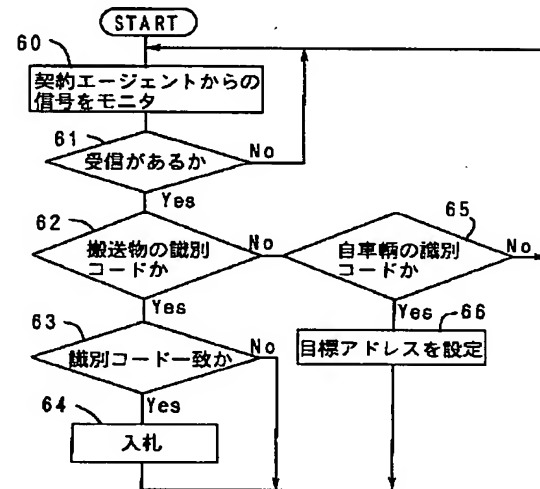 START
60
契約エージェントからの
信号をモニタ
61
受信があるか
No
Yes
62
搬送物の識別
コードか
No
65
自車輌の識別
コードか
No
Yes
Yes
66
目標アドレスを設定
63
識別コード一致か
No
Yes
64
入札